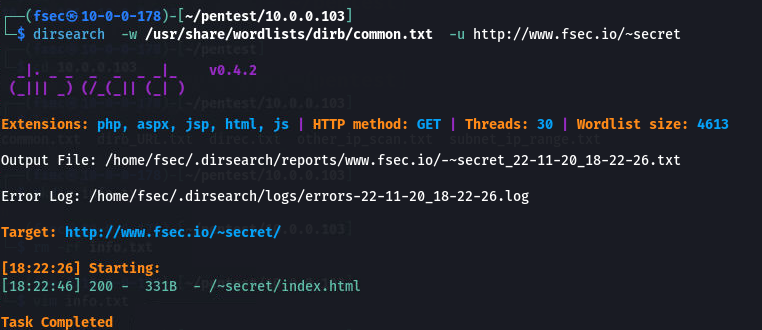 ┌──(fsec㉿10-0-0-178)-[~/pentest/10.0.0.103]
└─$ dirsearch -w /usr/share/wordlists/dirb/common.txt -u http://www.fsec.io/~secret
dirsearch v0.4.2
Extensions: php, aspx, jsp, html, js | HTTP method: GET | Threads: 30 | Wordlist size: 4613
Output File: /home/fsec/.dirsearch/reports/www.fsec.io/-~secret_22-11-20_18-22-26.txt
Error Log: /home/fsec/.dirsearch/logs/errors-22-11-20_18-22-26.log
Target: http://www.fsec.io/~secret/
[18:22:26] Starting:
[18:22:46] 200 -  331B  - /~secret/index.html
Task Completed